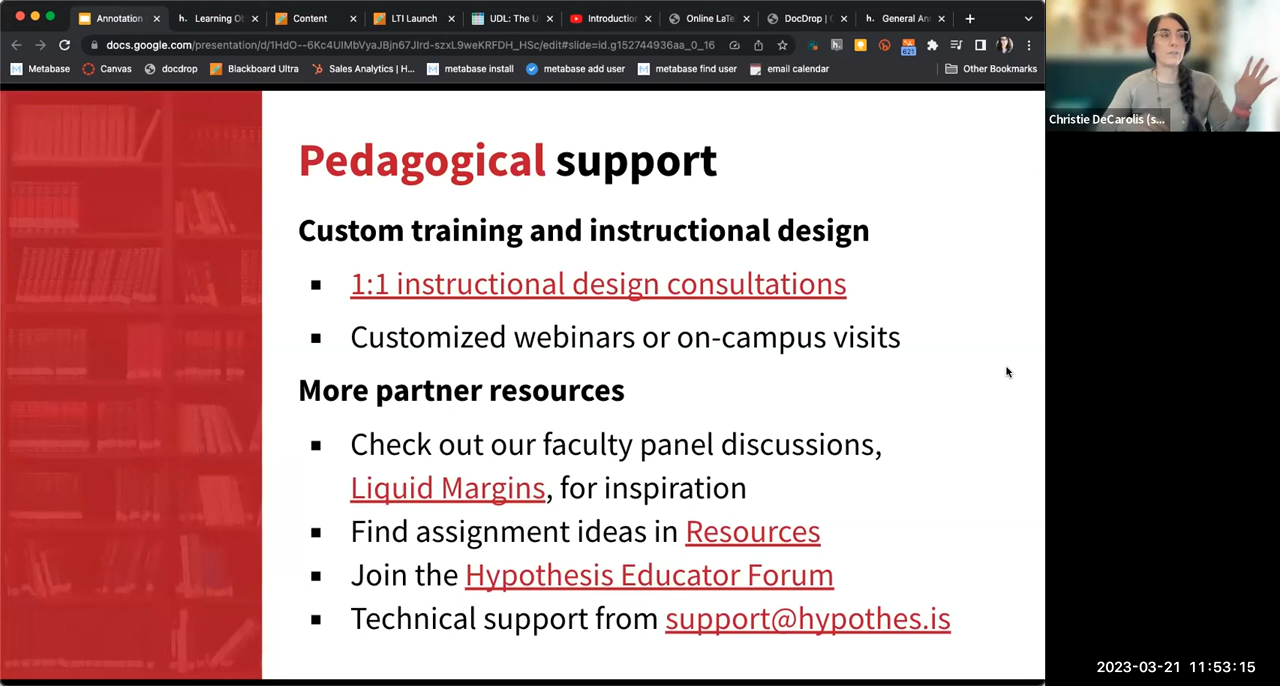 Annotation
h. Learning O
Content
LTI Launch
UDL: The U
Introduction
Online LaTe
DocDrop | 
h. General An
docs.google.com/presentation/d/1HdO--6Kc4UIMbVyaJBjn67JIrd-szxL9weKRFDH_HSc/edit#slide=id.g152744936aa_0_16
621
Metabase
Canvas
docdrop
Blackboard Ultra
Sales Analytics | H...
metabase install
metabase add user
metabase find user
email calendar
Other Bookmarks
Christie DeCarolis (s...
Pedagogical support
Custom training and instructional design
▪ 1:1 instructional design consultations
▪ Customized webinars or on-campus visits
More partner resources
▪ Check out our faculty panel discussions,
Liquid Margins, for inspiration
▪ Find assignment ideas in Resources
▪ Join the Hypothesis Educator Forum
▪ Technical support from support@hypothes.is
2023-03-21 11:53:15